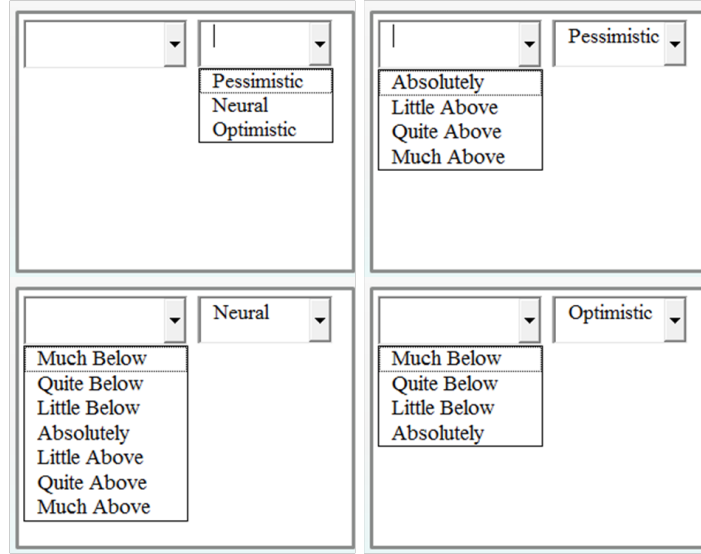 Pessimistic
Neural
Optimistic
Pessimistic
Absolutely
Little Above
Quite Above
Much Above
Neural
Much Below
Quite Below
Little Below
Absolutely
Little Above
Quite Above
Much Above
Optimistic
Much Below
Quite Below
Little Below
Absolutely